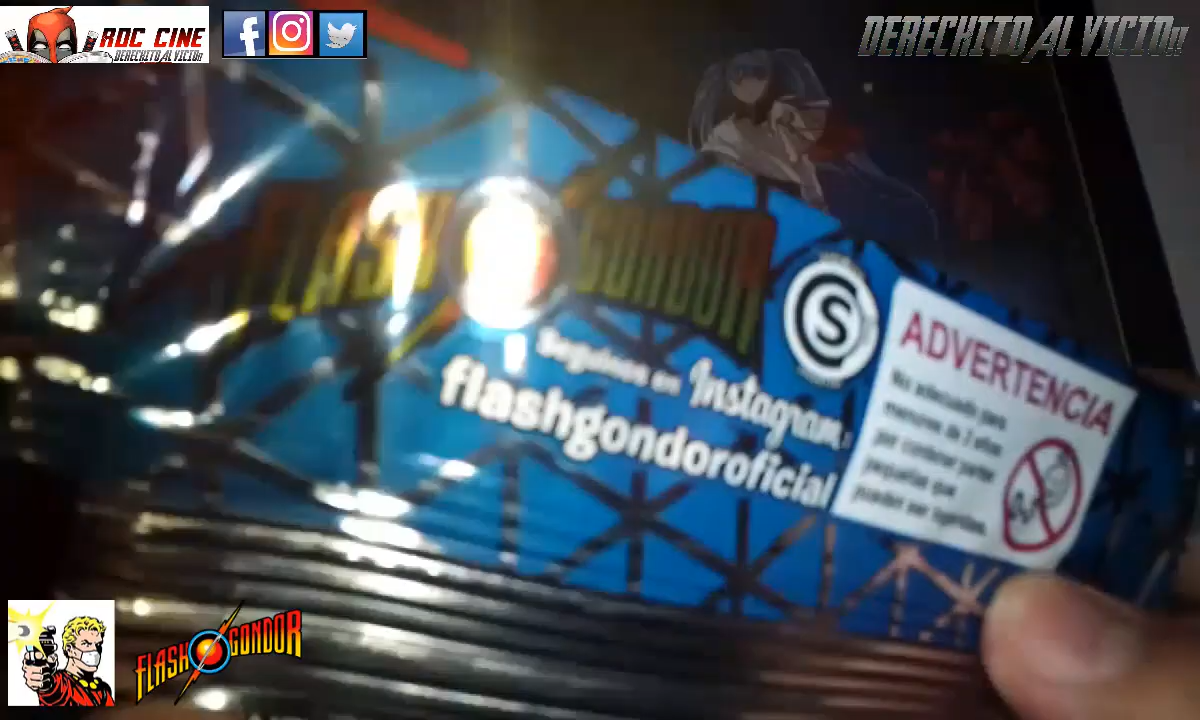 RDC CINE
DERECHITO AL VICIO!!
DERECHITO AL VICIO!!
FLASH GONDOR
S
Seguinos en Instagram:
flashgondoroficial
ADVERTENCIA
No adecuado para
menores de 3 años
por contener partes
pequeñas que
pueden ser ingeridas.
FLASH GONDOR